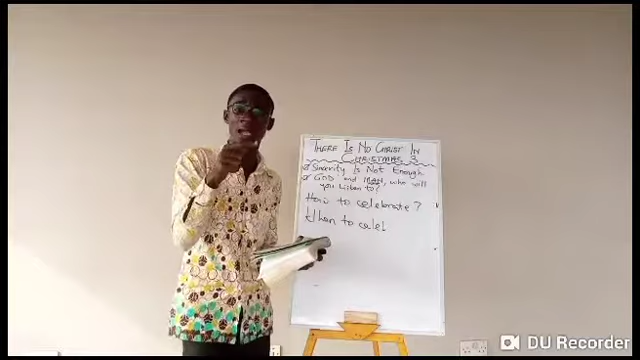 THERE IS NO CHRIST IN
CHRISTMAS 3
Sincerity Is Not Enough
GOD and MAN, who will
you listen to?
How to celebrate?
When to celeb
DU Recorder